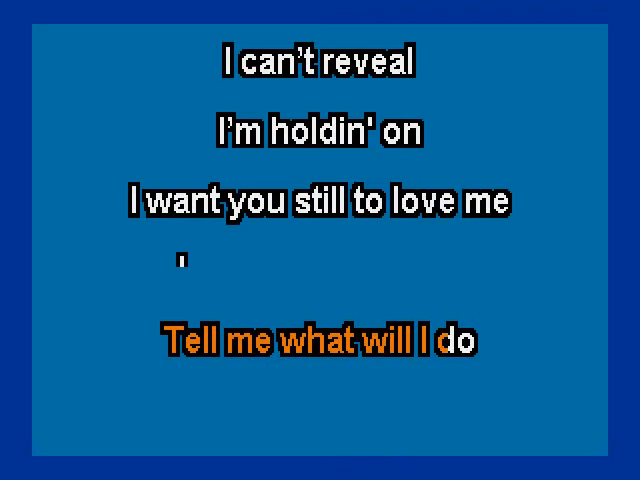 I can’t reveal
I’m holdin' on
I want you still to love me
'
Tell me what will I do